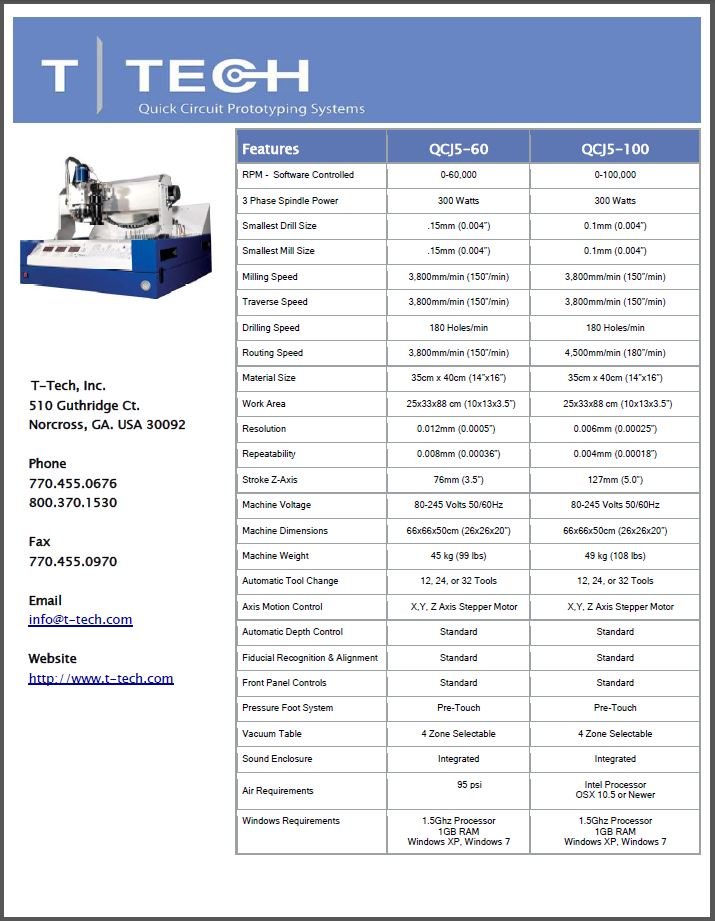 T | TECH
Quick Circuit Prototyping Systems
T-Tech, Inc.
510 Guthridge Ct.
Norcross, GA. USA 30092
Phone
770.455.0676
800.370.1530
Fax
770.455.0970
Email
info@t-tech.com
Website
http://www.t-tech.com
Features QCJ5-60 QCJ5-100
RPM - Software Controlled 0-60,000 0-100,000
3 Phase Spindle Power 300 Watts 300 Watts
Smallest Drill Size .15mm (0.004") 0.1mm (0.004")
Smallest Mill Size .15mm (0.004") 0.1mm (0.004")
Milling Speed 3,800mm/min (150"/min) 3,800mm/min (150"/min)
Traverse Speed 3,800mm/min (150"/min) 3,800mm/min (150"/min)
Drilling Speed 180 Holes/min 180 Holes/min
Routing Speed 3,800mm/min (150"/min) 4,500mm/min (180"/min)
Material Size 35cm x 40cm (14"x16") 35cm x 40cm (14"x16")
Work Area 25x33x88 cm (10x13x3.5") 25x33x88 cm (10x13x3.5")
Resolution 0.012mm (0.0005") 0.006mm (0.00025")
Repeatability 0.008mm (0.00036") 0.004mm (0.00018")
Stroke Z-Axis 76mm (3.5") 127mm (5.0")
Machine Voltage 80-245 Volts 50/60Hz 80-245 Volts 50/60Hz
Machine Dimensions 66x66x50cm (26x26x20") 66x66x50cm (26x26x20")
Machine Weight 45 kg (99 lbs) 49 kg (108 lbs)
Automatic Tool Change 12, 24, or 32 Tools 12, 24, or 32 Tools
Axis Motion Control X,Y, Z Axis Stepper Motor X,Y, Z Axis Stepper Motor
Automatic Depth Control Standard Standard
Fiducial Recognition & Alignment Standard Standard
Front Panel Controls Standard Standard
Pressure Foot System Pre-Touch Pre-Touch
Vacuum Table 4 Zone Selectable 4 Zone Selectable
Sound Enclosure Integrated Integrated
Air Requirements 95 psi Intel Processor
OSX 10.5 or Newer
Windows Requirements 1.5Ghz Processor 1.5Ghz Processor
1GB RAM 1GB RAM
Windows XP, Windows 7 Windows XP, Windows 7